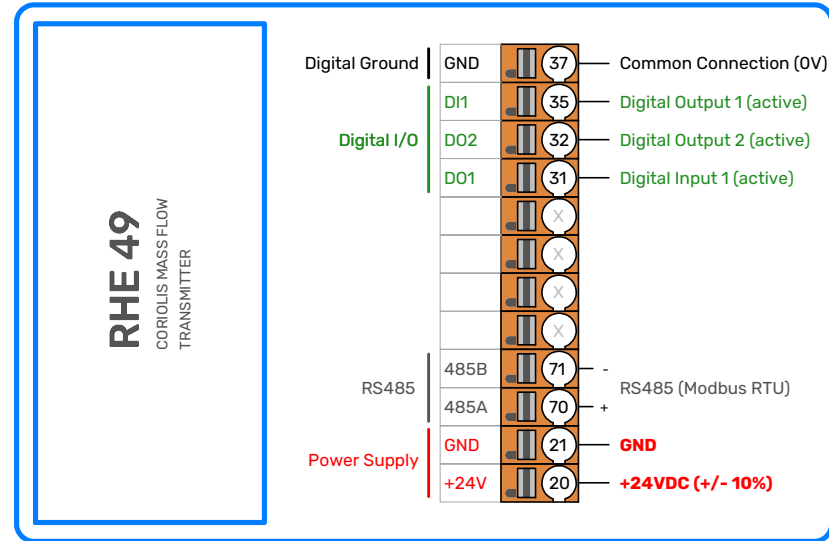 RHE 49
CORIOLIS MASS FLOW
TRANSMITTER
Digital Ground GND 37 Common Connection (0V)
Digital I/O
DI1 35 Digital Output 1 (active)
DO2 32 Digital Output 2 (active)
DO1 31 Digital Input 1 (active)
X
X
X
X
RS485
485B 71 -
RS485 (Modbus RTU)
485A 70 +
Power Supply
GND 21 GND
+24V 20 +24VDC (+/- 10%)